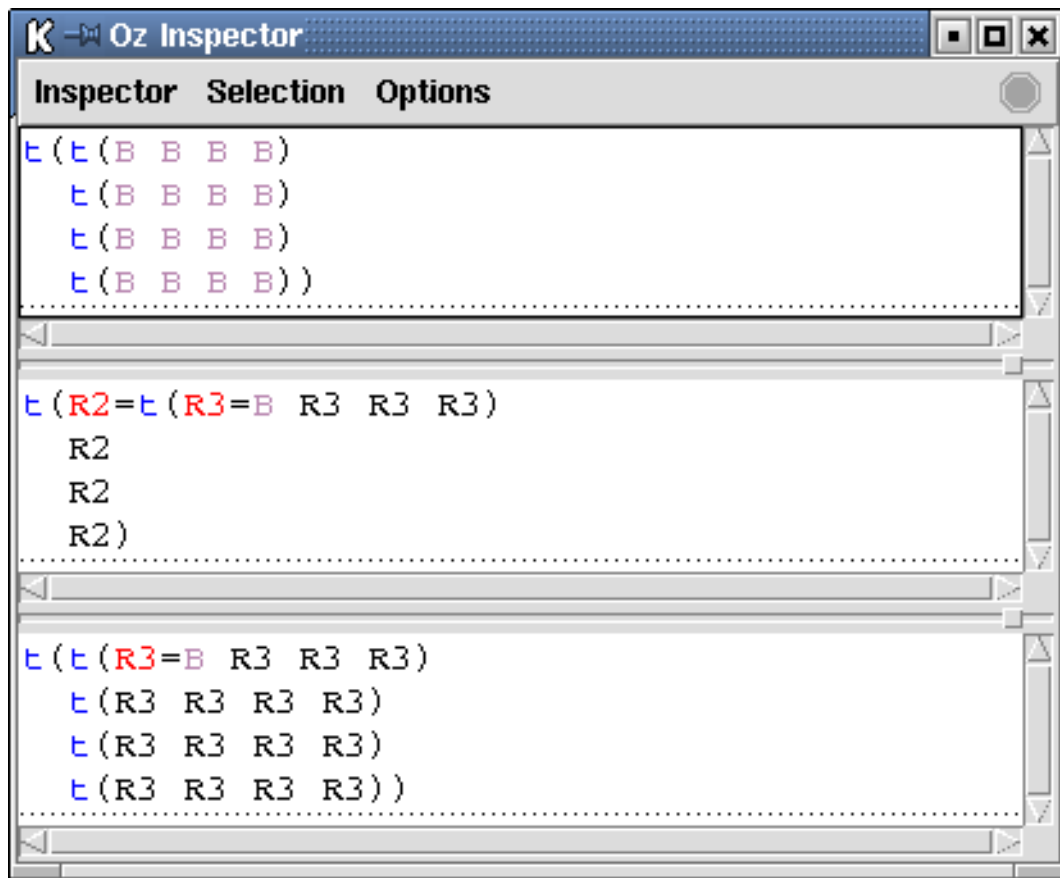 Oz Inspector
Inspector Selection Options
t(t(B B B B)
t(B B B B)
t(B B B B)
t(B B B B))
t(R2=t(R3=B R3 R3 R3)
R2
R2
R2)
t(t(R3=B R3 R3 R3)
t(R3 R3 R3 R3)
t(R3 R3 R3 R3)
t(R3 R3 R3 R3))